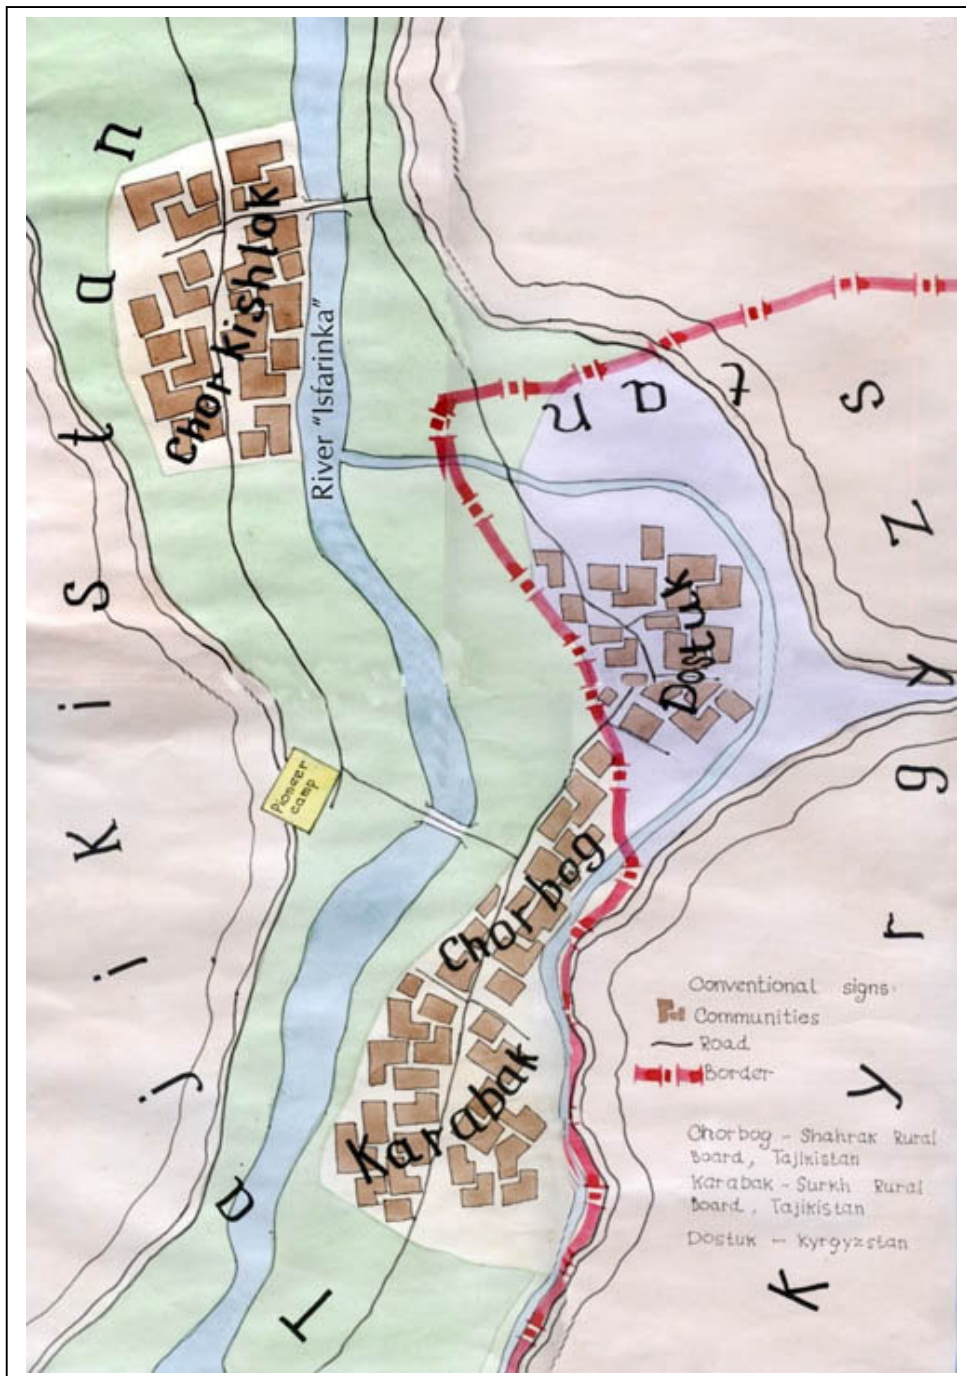 Tajikistan
Kyrgyzstan
Chorkishlok
River "Isfarinka"
Dostuk
Pioneer
camp
Chorbog
Karabak
Conventional signs:
Communities
Road
Border
Chorbog - Shahrak Rural
Board, Tajikistan
Karabak - Surkh Rural
Board, Tajikistan
Dostuk - Kyrgyzstan